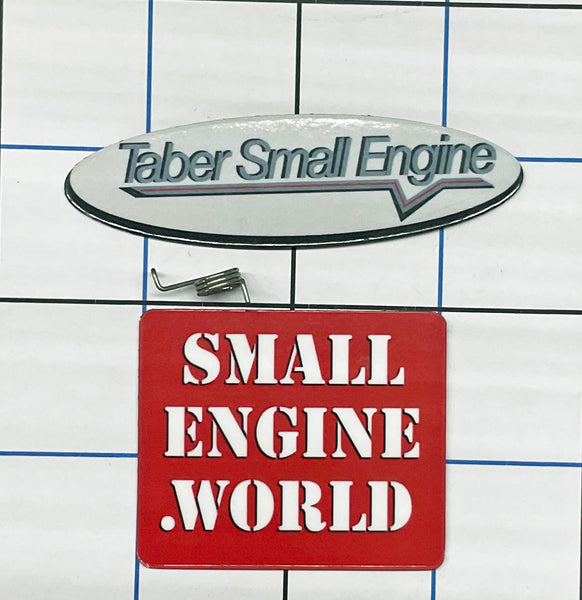 Taber Small Engine
SMALL
ENGINE
.WORLD